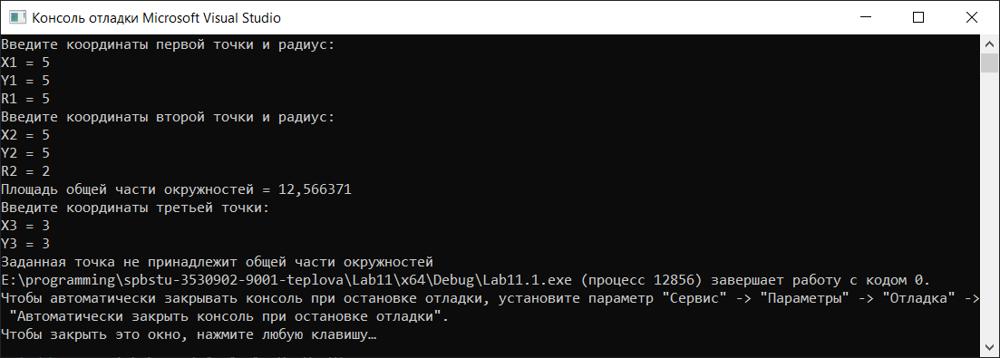 Консоль отладки Microsoft Visual Studio
Введите координаты первой точки и радиус:
X1 = 5
Y1 = 5
R1 = 5
Введите координаты второй точки и радиус:
X2 = 5
Y2 = 5
R2 = 2
Площадь общей части окружностей = 12,566371
Введите координаты третьей точки:
X3 = 3
Y3 = 3
Заданная точка не принадлежит общей части окружностей
E:\programming\spbstu-3530902-9001-teplova\Lab11\x64\Debug\Lab11.1.exe (процесс 12856) завершает работу с кодом 0.
Чтобы автоматически закрывать консоль при остановке отладки, установите параметр "Сервис" -> "Параметры" -> "Отладка" ->
"Автоматически закрыть консоль при остановке отладки".
Чтобы закрыть это окно, нажмите любую клавишу…